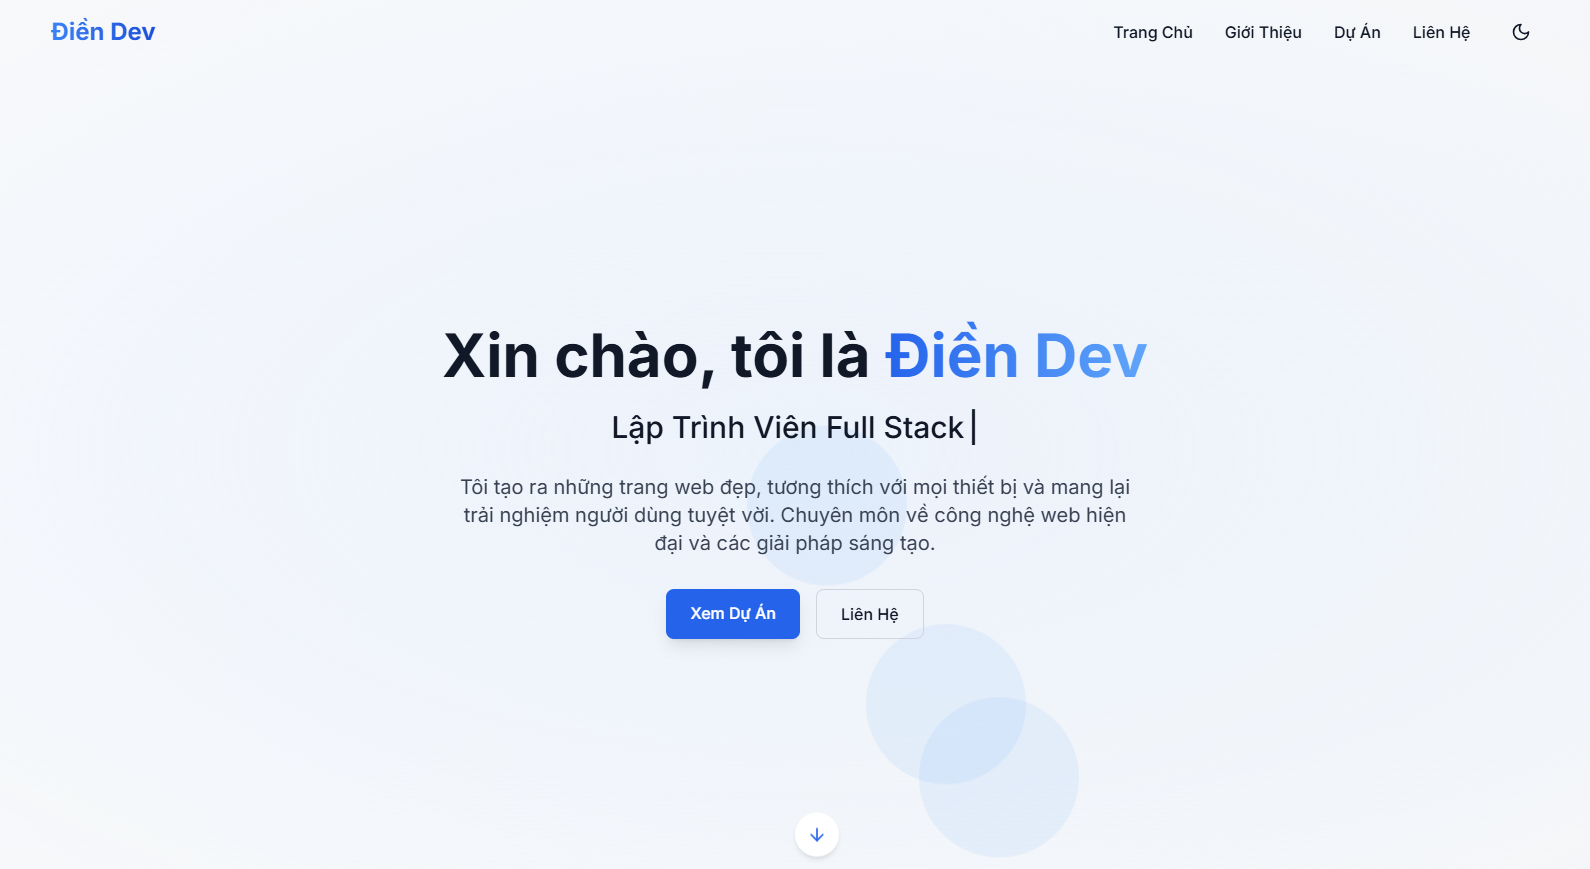 Điền Dev
Trang Chủ
Giới Thiệu
Dự Án
Liên Hệ
Xin chào, tôi là Điền Dev
Lập Trình Viên Full Stack|
Tôi tạo ra những trang web đẹp, tương thích với mọi thiết bị và mang lại
trải nghiệm người dùng tuyệt vời. Chuyên môn về công nghệ web hiện
đại và các giải pháp sáng tạo.
Xem Dự Án
Liên Hệ